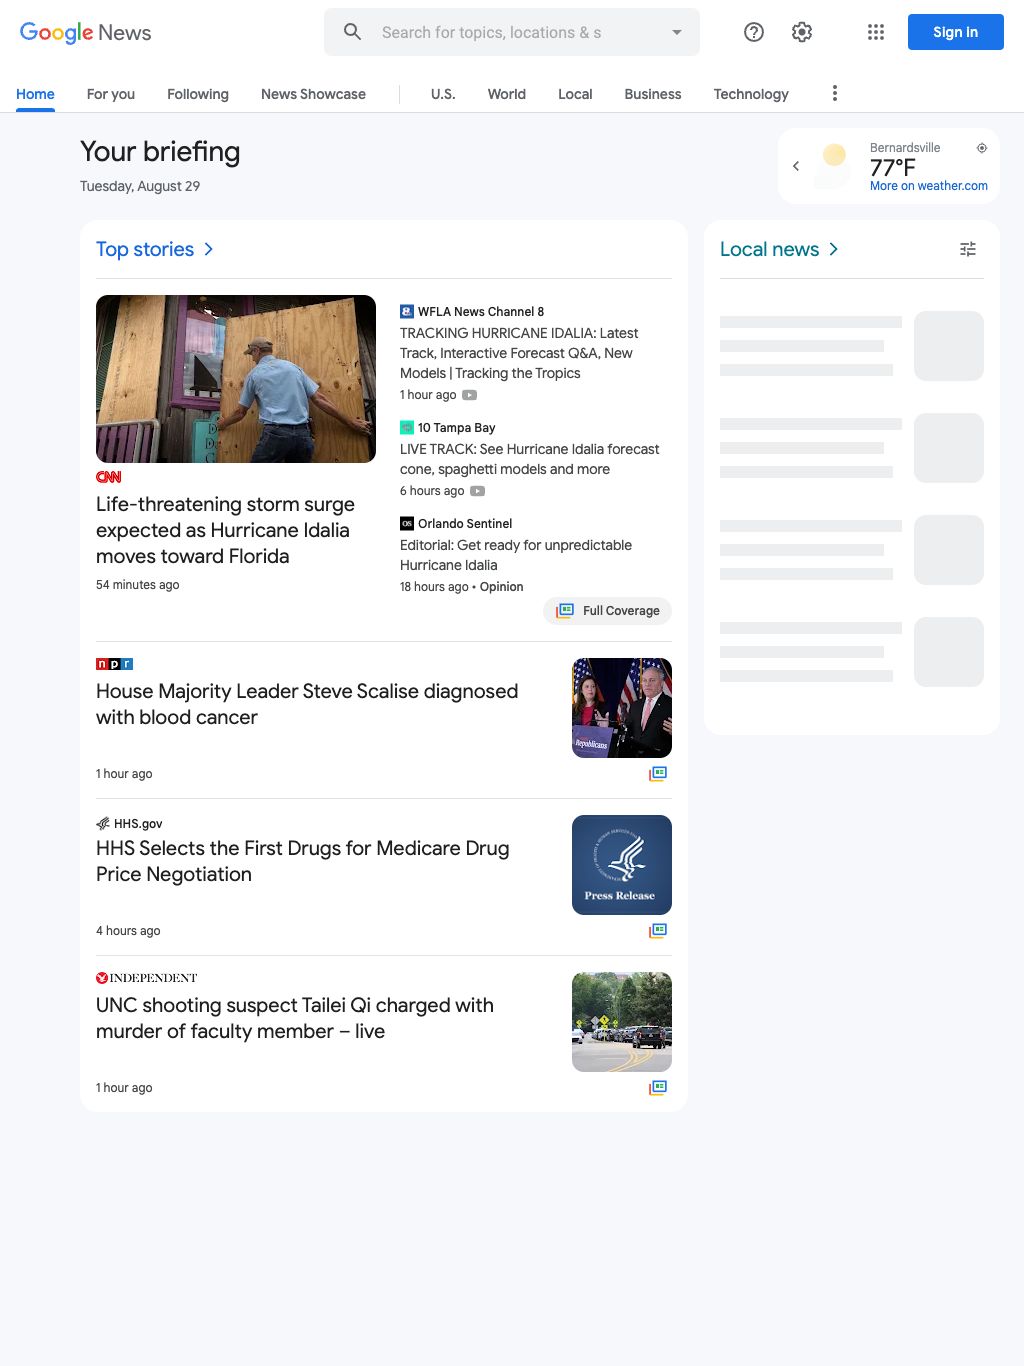 Google News
Search for topics, locations & s
Sign in
Home
For you
Following
News Showcase
U.S.
World
Local
Business
Technology
Your briefing
Tuesday, August 29
Bernardsville
77°F
More on weather.com
Top stories
CNN
Life-threatening storm surge
expected as Hurricane Idalia
moves toward Florida
54 minutes ago
8 WFLA News Channel 8
TRACKING HURRICANE IDALIA: Latest
Track, Interactive Forecast Q&A, New
Models | Tracking the Tropics
1 hour ago
10 Tampa Bay
LIVE TRACK: See Hurricane Idalia forecast
cone, spaghetti models and more
6 hours ago
OS Orlando Sentinel
Editorial: Get ready for unpredictable
Hurricane Idalia
18 hours ago • Opinion
Full Coverage
npr
House Majority Leader Steve Scalise diagnosed
with blood cancer
Republicans
1 hour ago
HHS.gov
HHS Selects the First Drugs for Medicare Drug
Price Negotiation
Press Release
4 hours ago
INDEPENDENT
UNC shooting suspect Tailei Qi charged with
murder of faculty member – live
1 hour ago
Local news